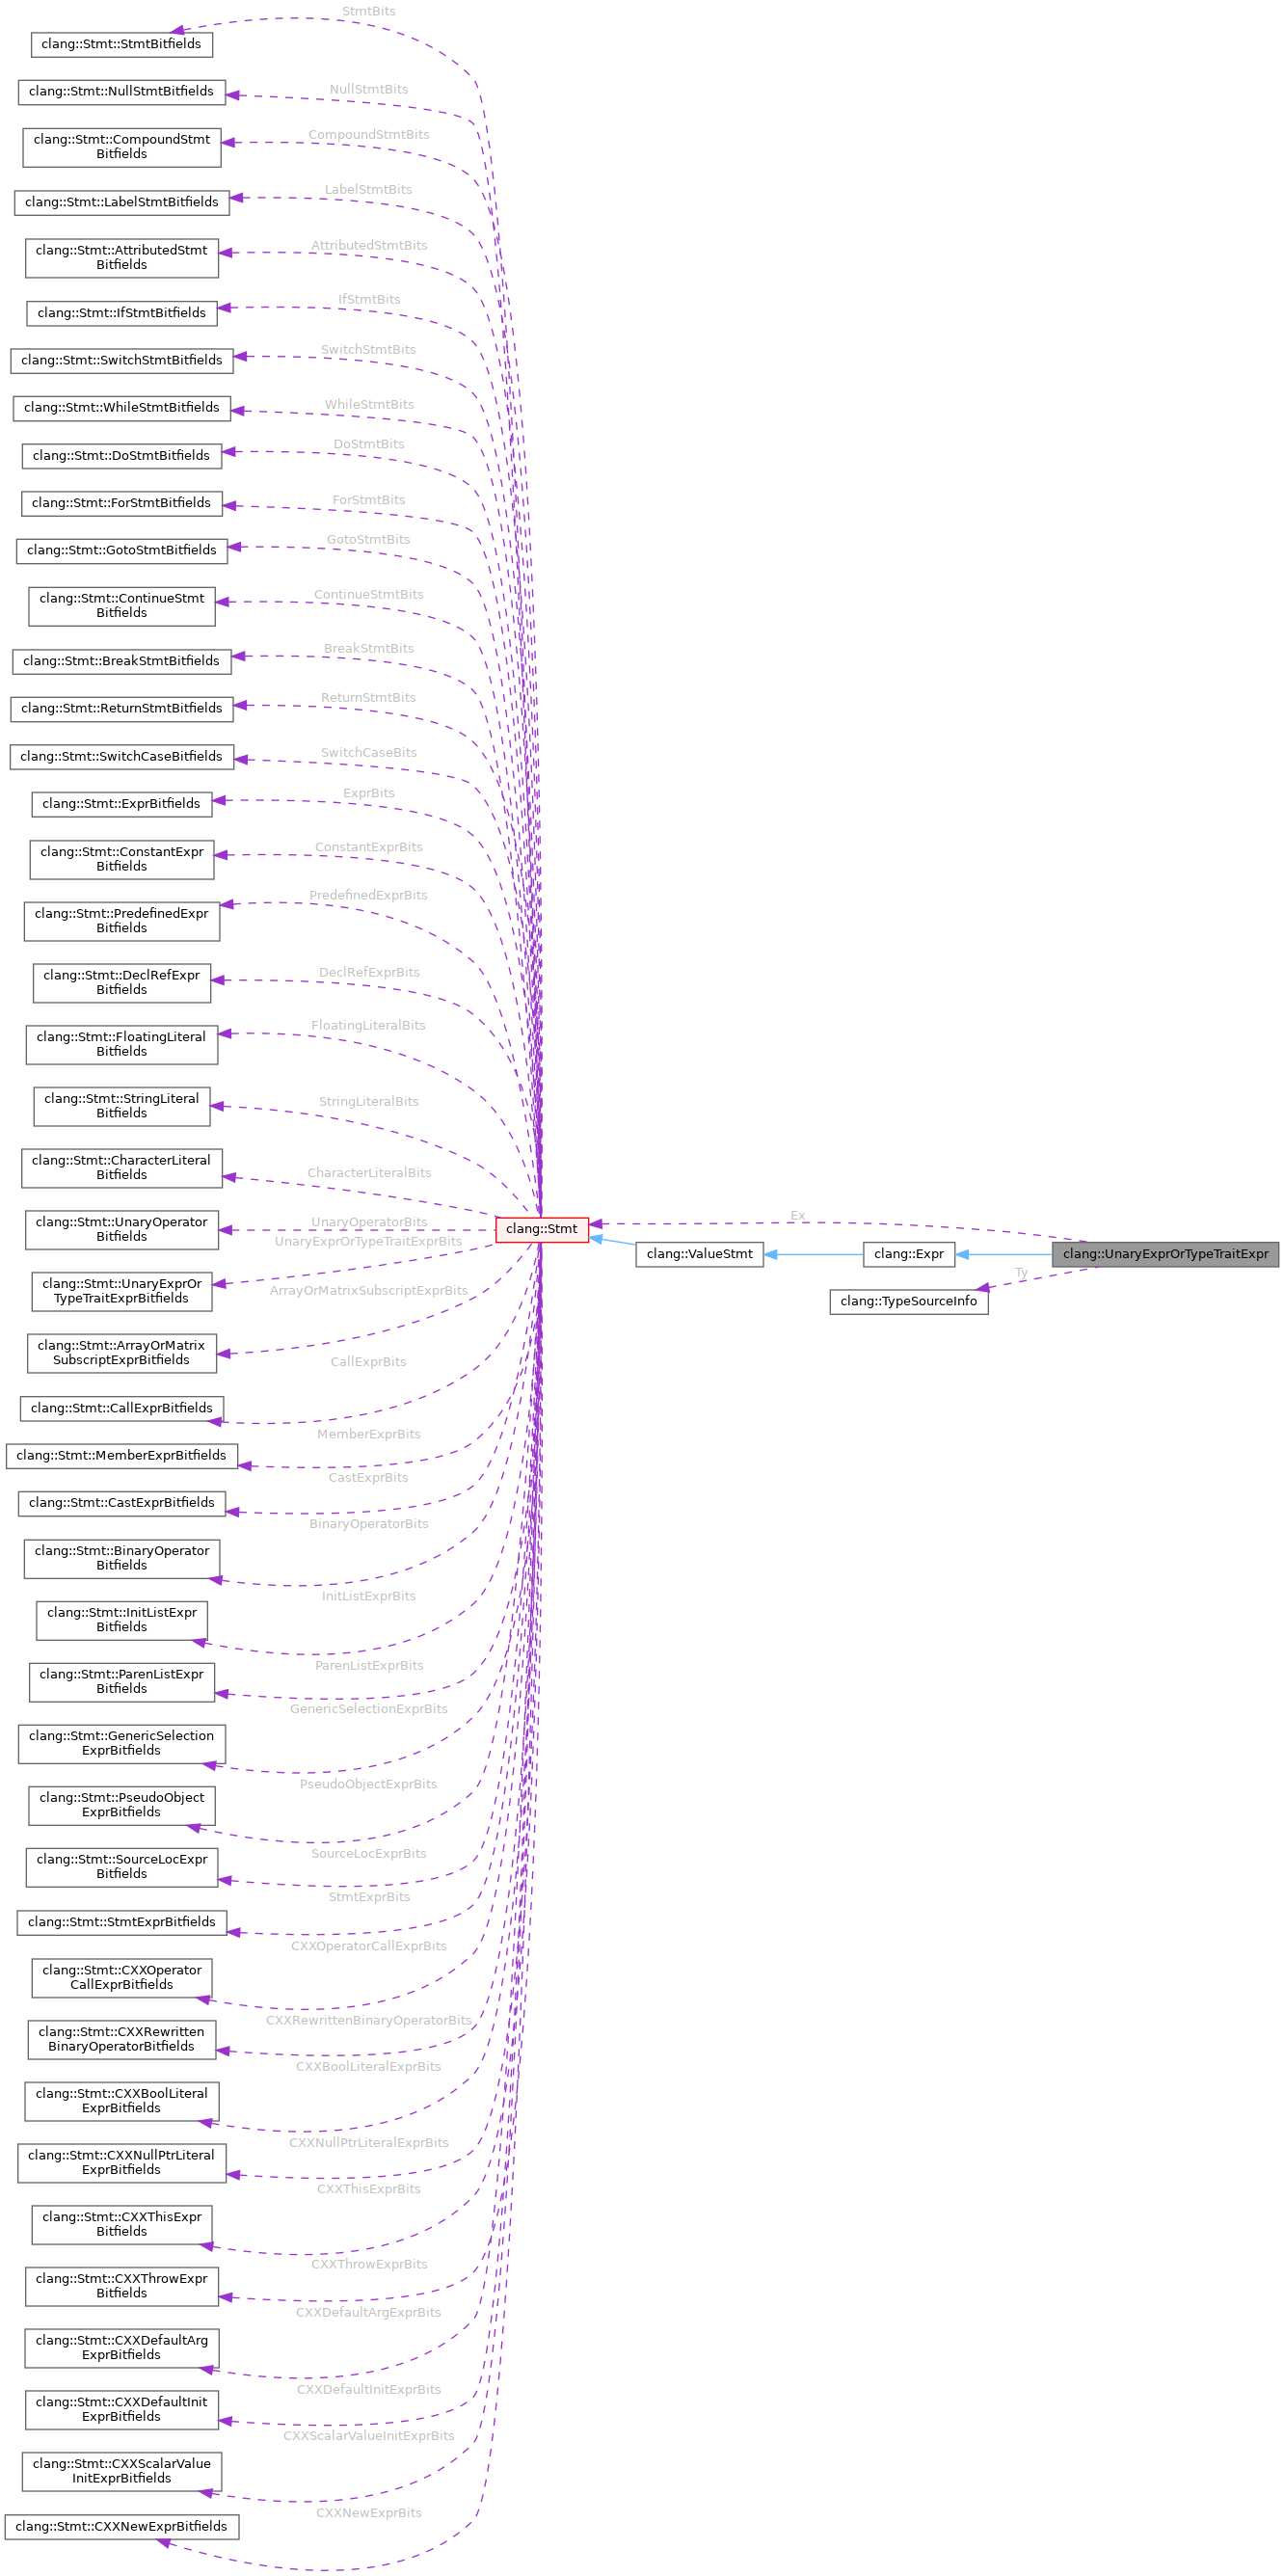 StmtBits
clang::Stmt::StmtBitfields
NullStmtBits
clang::Stmt::NullStmtBitfields
CompoundStmtBits
clang::Stmt::CompoundStmt
Bitfields
LabelStmtBits
clang::Stmt::LabelStmtBitfields
AttributedStmtBits
clang::Stmt::AttributedStmt
Bitfields
IfStmtBits
clang::Stmt::IfStmtBitfields
SwitchStmtBits
clang::Stmt::SwitchStmtBitfields
WhileStmtBits
clang::Stmt::WhileStmtBitfields
DoStmtBits
clang::Stmt::DoStmtBitfields
ForStmtBits
clang::Stmt::ForStmtBitfields
GotoStmtBits
clang::Stmt::GotoStmtBitfields
ContinueStmtBits
clang::Stmt::ContinueStmt
Bitfields
BreakStmtBits
clang::Stmt::BreakStmtBitfields
ReturnStmtBits
clang::Stmt::ReturnStmtBitfields
SwitchCaseBits
clang::Stmt::SwitchCaseBitfields
ExprBits
clang::Stmt::ExprBitfields
ConstantExprBits
clang::Stmt::ConstantExpr
Bitfields
PredefinedExprBits
clang::Stmt::PredefinedExpr
Bitfields
DeclRefExprBits
clang::Stmt::DeclRefExpr
Bitfields
FloatingLiteralBits
clang::Stmt::FloatingLiteral
Bitfields
StringLiteralBits
clang::Stmt::StringLiteral
Bitfields
CharacterLiteralBits
clang::Stmt::CharacterLiteral
Bitfields
UnaryOperatorBits
clang::Stmt::UnaryOperator
Bitfields
clang::Stmt
Ex
clang::ValueStmt
clang::Expr
clang::UnaryExprOrTypeTraitExpr
Ty
clang::TypeSourceInfo
UnaryExprOrTypeTraitExprBits
clang::Stmt::UnaryExprOr
TypeTraitExprBitfields
ArrayOrMatrixSubscriptExprBits
clang::Stmt::ArrayOrMatrix
SubscriptExprBitfields
CallExprBits
clang::Stmt::CallExprBitfields
MemberExprBits
clang::Stmt::MemberExprBitfields
CastExprBits
clang::Stmt::CastExprBitfields
BinaryOperatorBits
clang::Stmt::BinaryOperator
Bitfields
InitListExprBits
clang::Stmt::InitListExpr
Bitfields
ParenListExprBits
clang::Stmt::ParenListExpr
Bitfields
GenericSelectionExprBits
clang::Stmt::GenericSelection
ExprBitfields
PseudoObjectExprBits
clang::Stmt::PseudoObject
ExprBitfields
SourceLocExprBits
clang::Stmt::SourceLocExpr
Bitfields
StmtExprBits
clang::Stmt::StmtExprBitfields
CXXOperatorCallExprBits
clang::Stmt::CXXOperator
CallExprBitfields
CXXRewrittenBinaryOperatorBits
clang::Stmt::CXXRewritten
BinaryOperatorBitfields
CXXBoolLiteralExprBits
clang::Stmt::CXXBoolLiteral
ExprBitfields
CXXNullPtrLiteralExprBits
clang::Stmt::CXXNullPtrLiteral
ExprBitfields
CXXThisExprBits
clang::Stmt::CXXThisExpr
Bitfields
CXXThrowExprBits
clang::Stmt::CXXThrowExpr
Bitfields
CXXDefaultArgExprBits
clang::Stmt::CXXDefaultArg
ExprBitfields
CXXDefaultInitExprBits
clang::Stmt::CXXDefaultInit
ExprBitfields
CXXScalarValueInitExprBits
clang::Stmt::CXXScalarValue
InitExprBitfields
CXXNewExprBits
clang::Stmt::CXXNewExprBitfields